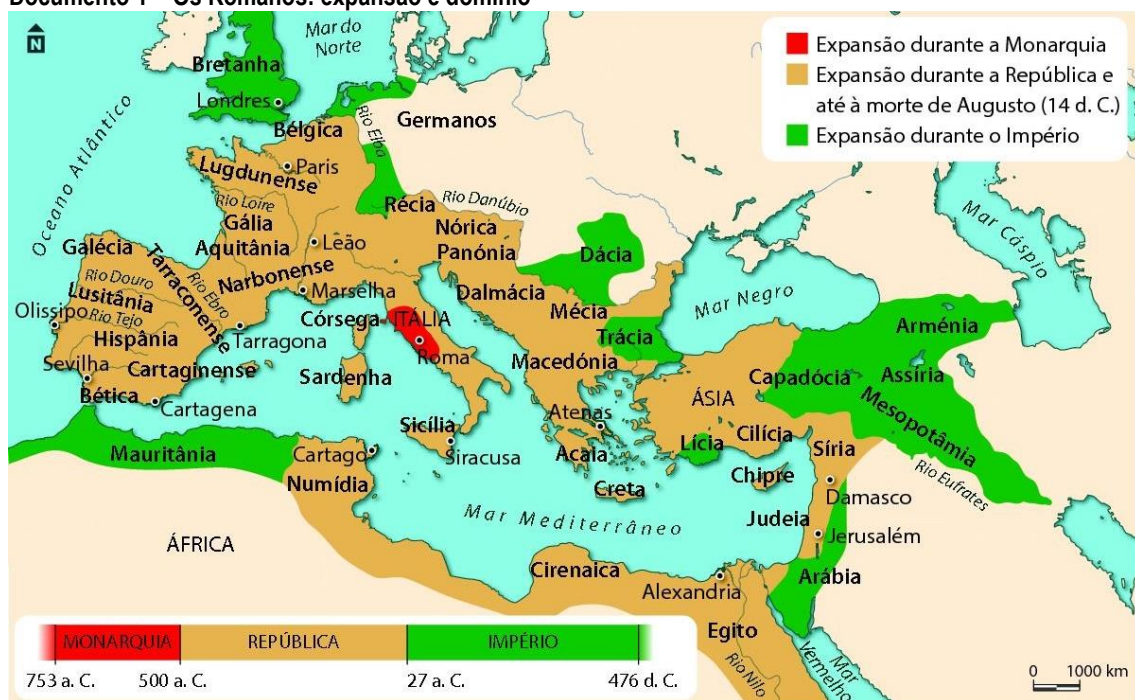 Documento 1 – Os Romanos: expansão e domínio
N
Mar do
Norte
Bretanha
Londres
Oceano Atlântico
Bélgica
Rio Elba
Germanos
Paris
Lugdunense
Rio Loire
Récia
Rio Danúbio
Gália
Nórica
Aquitânia
Leão
Panónia
Dácia
Galécia
Tarraconense
Narbonense
Rio Douro
Rio Ebro
Marselha
Dalmácia
Mécia
Mar Negro
Mar Cáspio
Lusitânia
Olissipo
Rio Tejo
Córsega
ITÁLIA
Trácia
Arménia
Hispânia
Tarragona
Roma
Macedónia
Capadócia
Assíria
Sevilha
Cartaginense
Sardenha
ÁSIA
Mesopotâmia
Bética
Cartagena
Atenas
Sicília
Lícia
Cilícia
Síria
Mauritânia
Cartago
Siracusa
Acaia
Chipre
Rio Eufrates
Numídia
Creta
Damasco
Mar Mediterrâneo
Judeia
Jerusalém
ÁFRICA
Cirenaica
Alexandria
Arábia
Egito
Rio Nilo
Mar
Vermelho
Expansão durante a Monarquia
Expansão durante a República e
até à morte de Augusto (14 d. C.)
Expansão durante o Império
MONARQUIA REPÚBLICA IMPÉRIO
753 a. C. 500 a. C. 27 a. C. 476 d. C.
0 1000 km